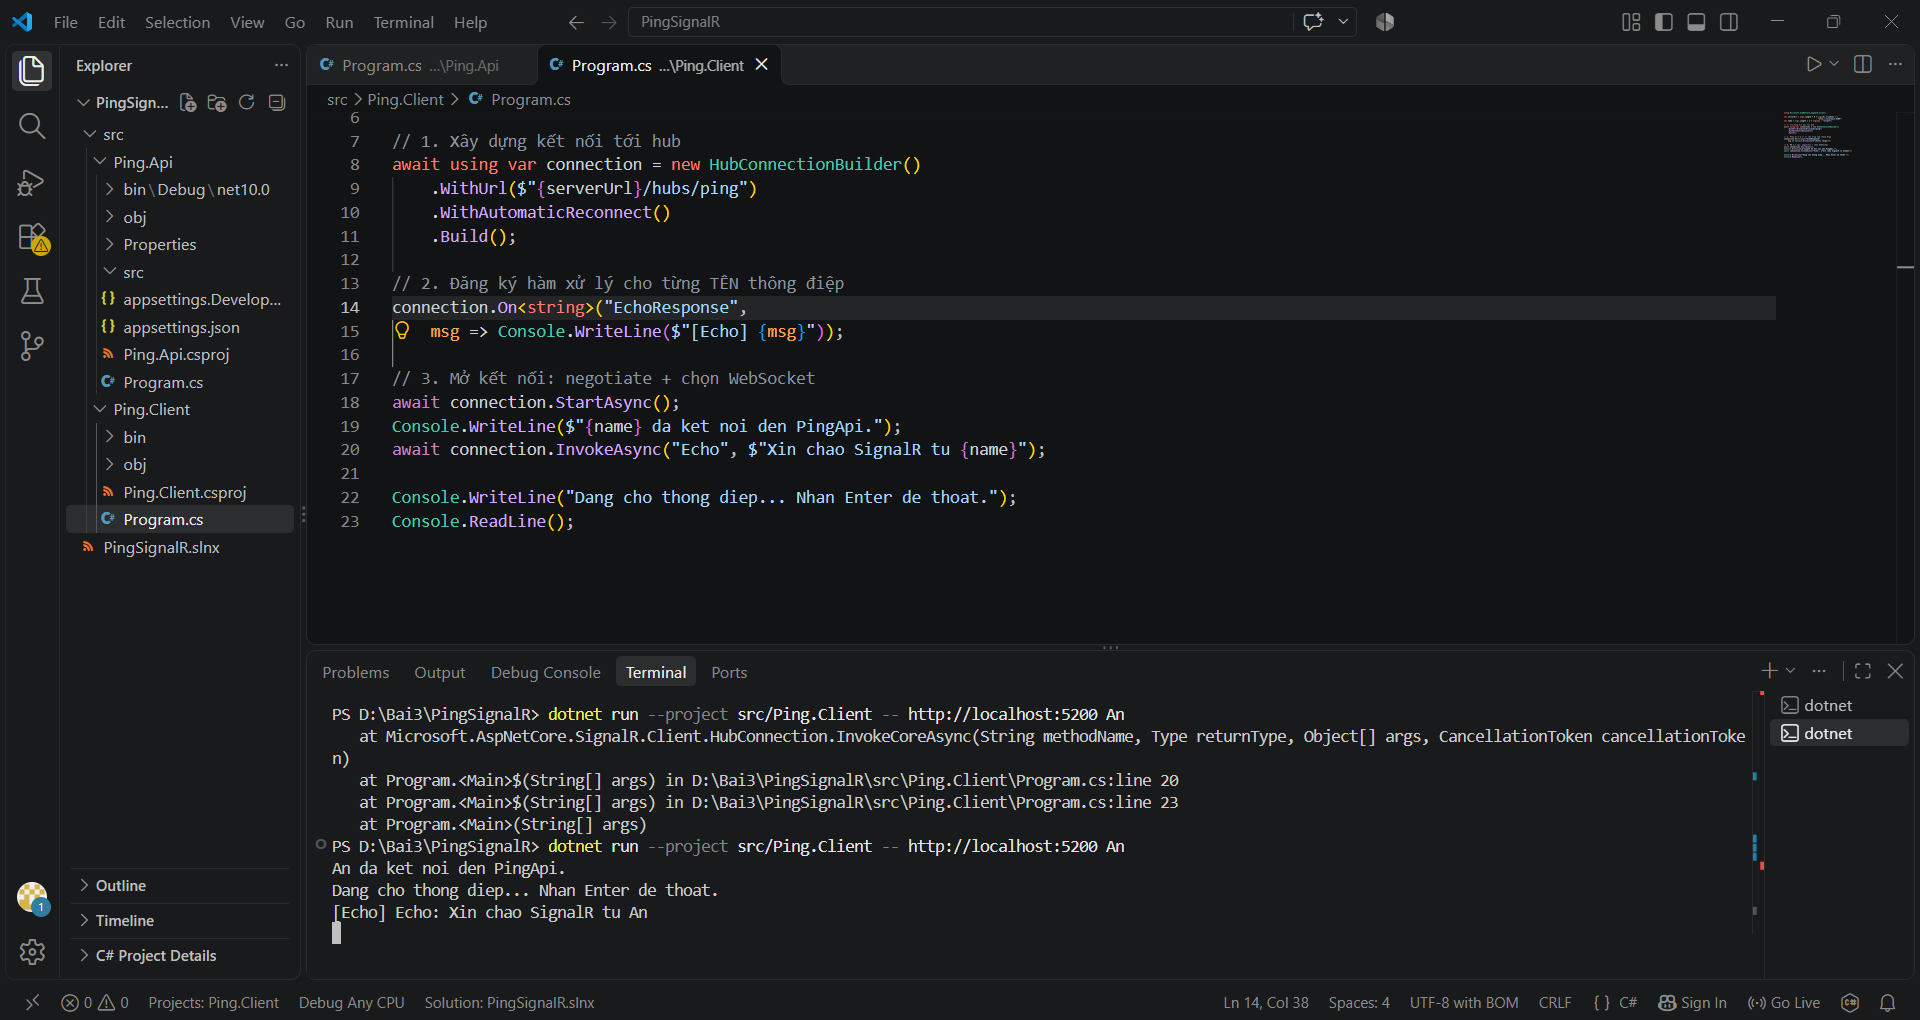 File Edit Selection View Go Run Terminal Help
PingSignalR
Explorer
PingSign...
src
Ping.Api
bin\Debug\net10.0
obj
Properties
src
appsettings.Develop...
appsettings.json
Ping.Api.csproj
Program.cs
Ping.Client
bin
obj
Ping.Client.csproj
Program.cs
PingSignalR.slnx
Outline
Timeline
C# Project Details
Program.cs ...\Ping.Api
Program.cs ...\Ping.Client
src > Ping.Client > Program.cs
6
7 // 1. Xây dựng kết nối tới hub
8 await using var connection = new HubConnectionBuilder()
9 .WithUrl($"{serverUrl}/hubs/ping")
10 .WithAutomaticReconnect()
11 .Build();
12
13 // 2. Đăng ký hàm xử lý cho từng TÊN thông điệp
14 connection.On<string>("EchoResponse",
15 msg => Console.WriteLine($"[Echo] {msg}"));
16
17 // 3. Mở kết nối: negotiate + chọn WebSocket
18 await connection.StartAsync();
19 Console.WriteLine($"{name} da ket noi den PingApi.");
20 await connection.InvokeAsync("Echo", $"Xin chao SignalR tu {name}");
21
22 Console.WriteLine("Dang cho thong diep... Nhan Enter de thoat.");
23 Console.ReadLine();
Problems Output Debug Console Terminal Ports
PS D:\Bai3\PingSignalR> dotnet run --project src/Ping.Client -- http://localhost:5200 An
at Microsoft.AspNetCore.SignalR.Client.HubConnection.InvokeCoreAsync(String methodName, Type returnType, Object[] args, CancellationToken cancellationToke
n)
at Program.<Main>$(String[] args) in D:\Bai3\PingSignalR\src\Ping.Client\Program.cs:line 20
at Program.<Main>$(String[] args) in D:\Bai3\PingSignalR\src\Ping.Client\Program.cs:line 23
at Program.<Main>(String[] args)
PS D:\Bai3\PingSignalR> dotnet run --project src/Ping.Client -- http://localhost:5200 An
An da ket noi den PingApi.
Dang cho thong diep... Nhan Enter de thoat.
[Echo] Echo: Xin chao SignalR tu An
dotnet
dotnet
1
0 0 Projects: Ping.Client Debug Any CPU Solution: PingSignalR.slnx Ln 14, Col 38 Spaces: 4 UTF-8 with BOM CRLF {} C# Sign In Go Live